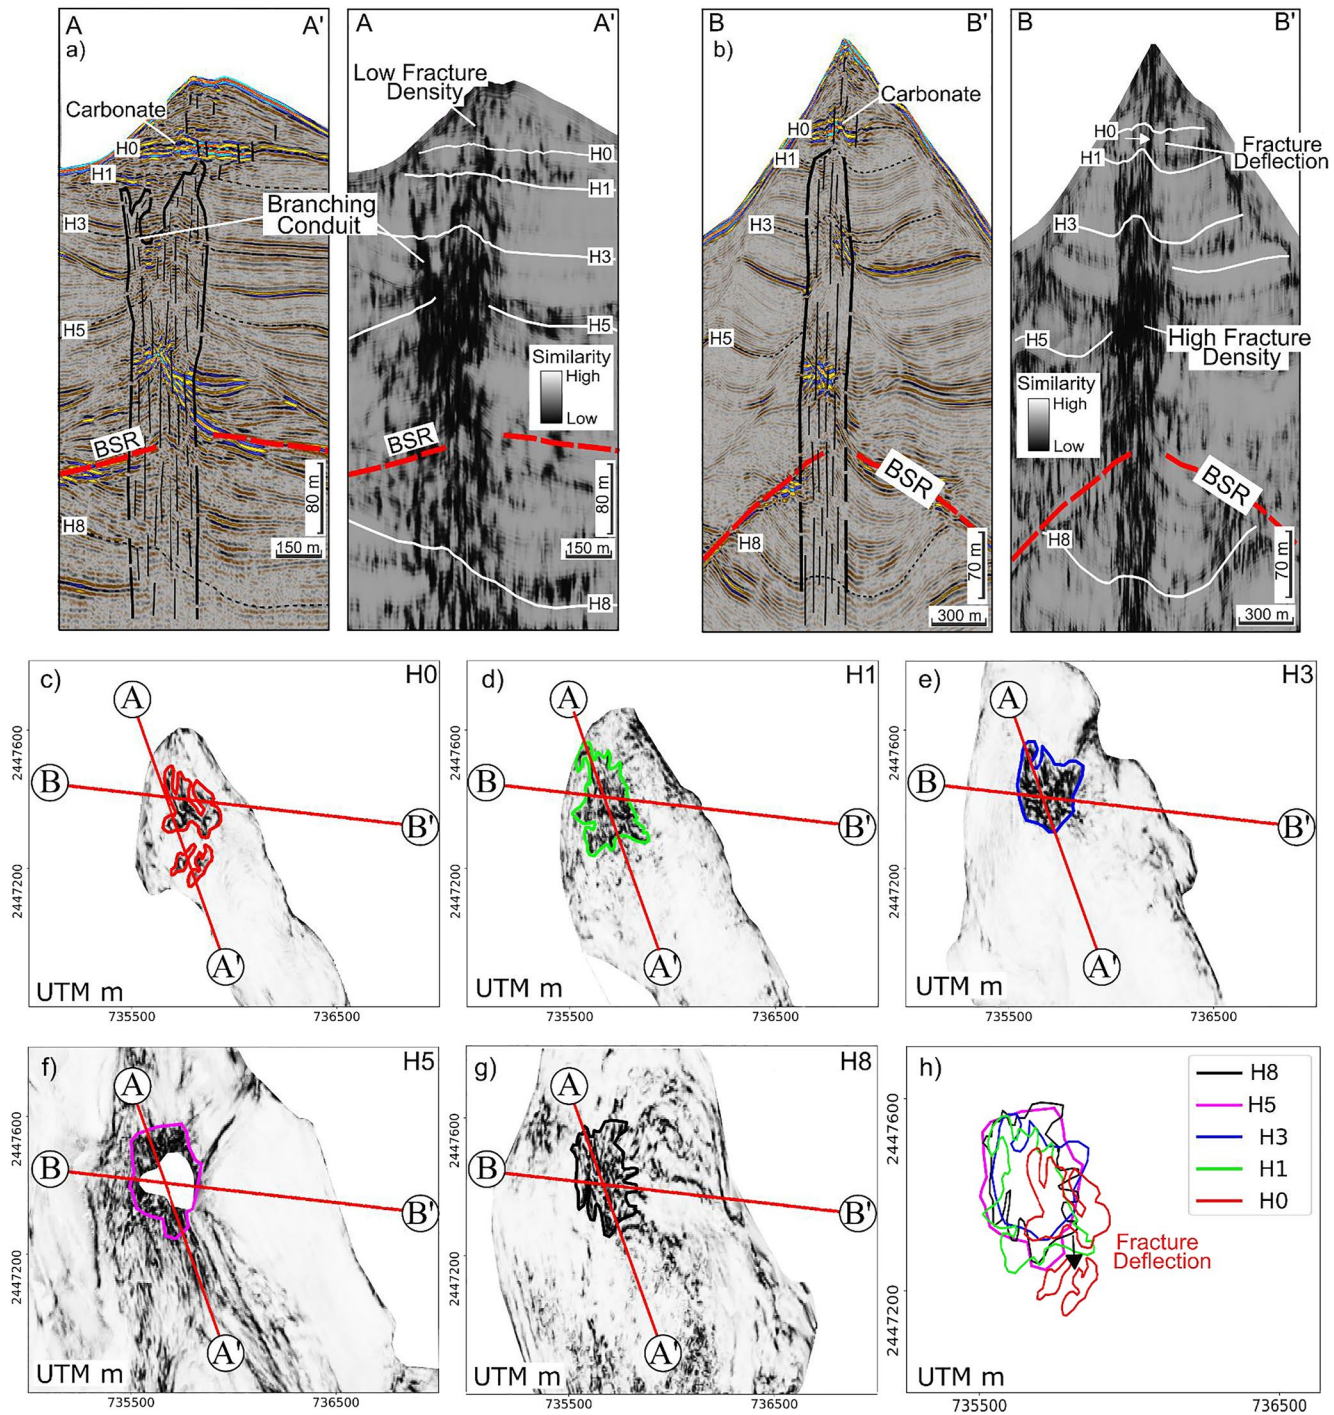 A
A'
a)
Carbonate
H0
H1
H3
H5
H8
BSR
80 m
150 m
A
A'
Low Fracture
Density
Branching
Conduit
H0
H1
H3
H5
Similarity
High
Low
BSR
80 m
150 m
H8
B
B'
b)
Carbonate
H0
H1
H3
H5
BSR
H8
70 m
300 m
B
B'
H0
H1
Fracture
Deflection
H3
H5
High Fracture
Density
Similarity
High
Low
BSR
H8
70 m
300 m
c)
H0
A
B
B'
A'
2447600
2447200
UTM m
735500
736500
d)
H1
A
B
B'
A'
2447600
2447200
UTM m
735500
736500
e)
H3
A
B
B'
A'
2447600
2447200
UTM m
735500
736500
f)
H5
A
B
B'
A'
2447600
2447200
UTM m
735500
736500
g)
H8
A
B
B'
A'
2447600
2447200
UTM m
735500
736500
h)
H8
H5
H3
H1
H0
Fracture
Deflection
2447600
2447200
UTM m
735500
736500